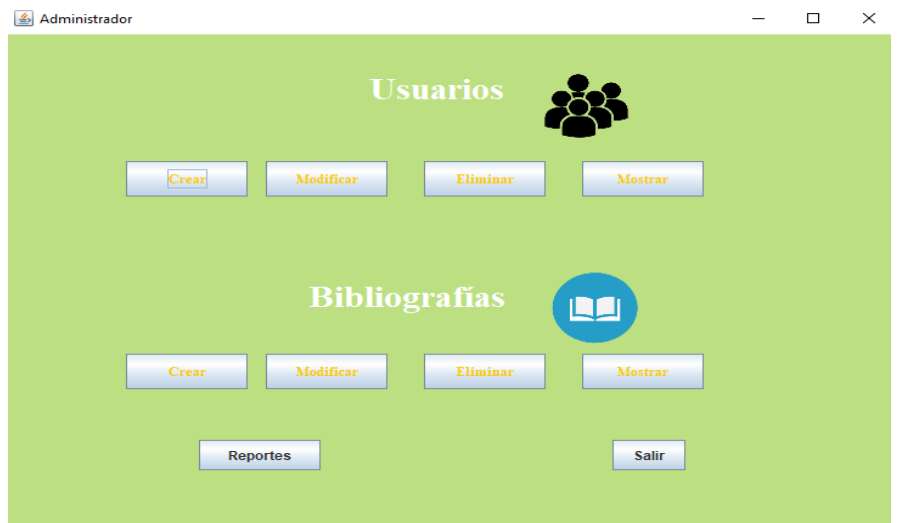 Administrador
Usuarios
Crear Modificar Eliminar Mostrar
Bibliografías
Crear Modificar Eliminar Mostrar
Reportes Salir